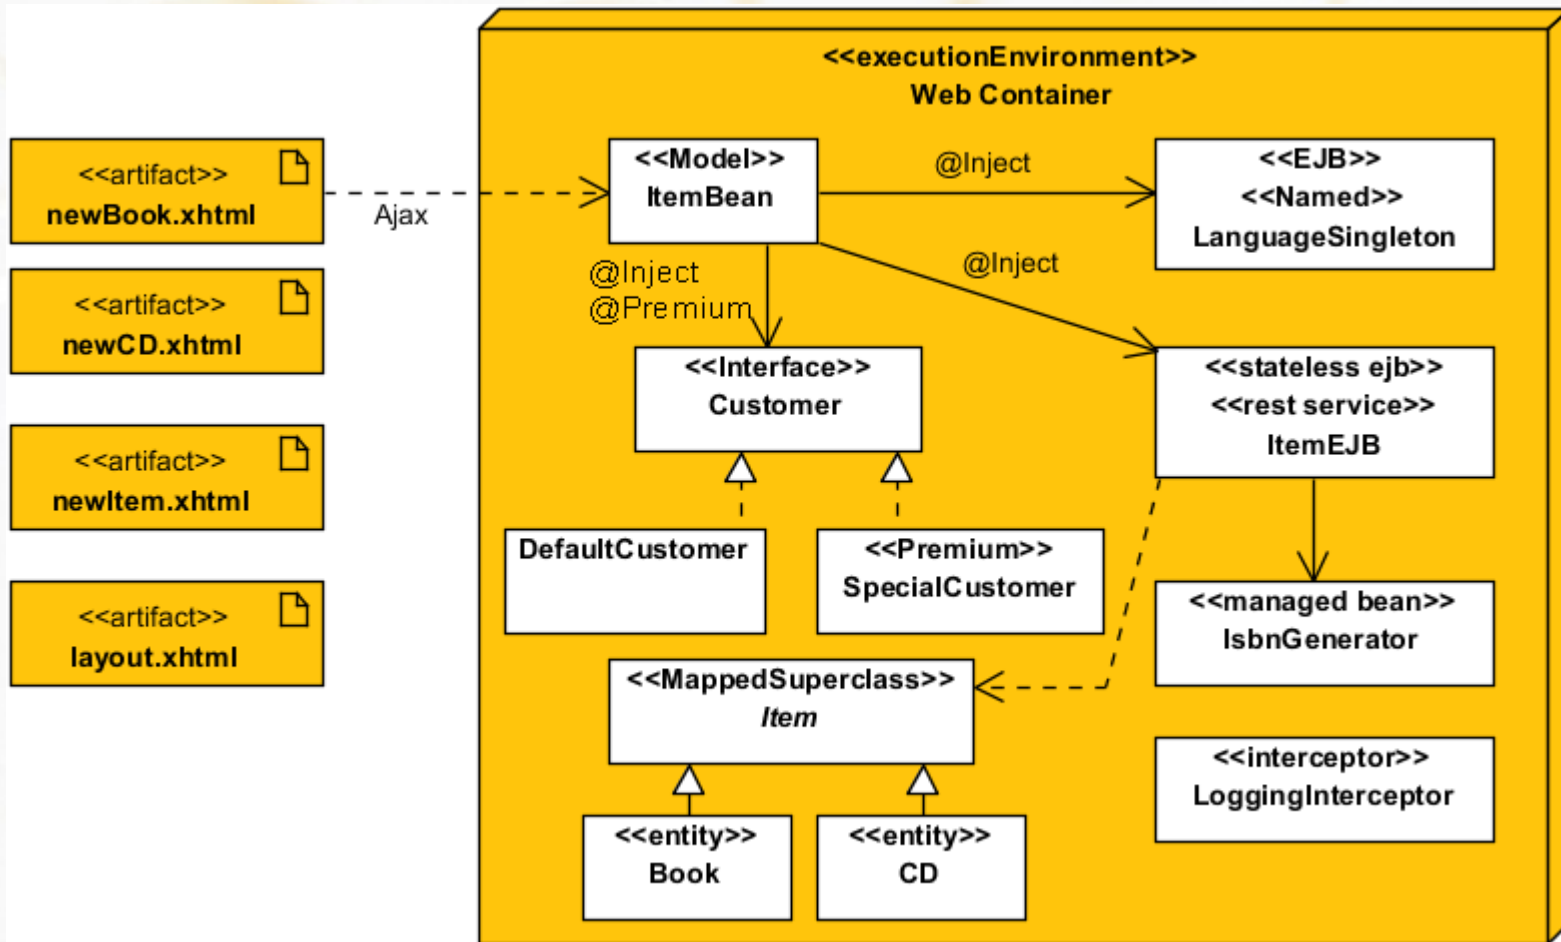 <<executionEnvironment>>
Web Container
<<artifact>>
newBook.xhtml
Ajax
<<artifact>>
newCD.xhtml
<<artifact>>
newItem.xhtml
<<artifact>>
layout.xhtml
<<Model>>
ItemBean
@Inject
<<EJB>>
<<Named>>
LanguageSingleton
@Inject
@Premium
@Inject
<<Interface>>
Customer
<<stateless ejb>>
<<rest service>>
ItemEJB
DefaultCustomer
<<Premium>>
SpecialCustomer
<<managed bean>>
IsbnGenerator
<<MappedSuperclass>>
Item
<<interceptor>>
LoggingInterceptor
<<entity>>
Book
<<entity>>
CD